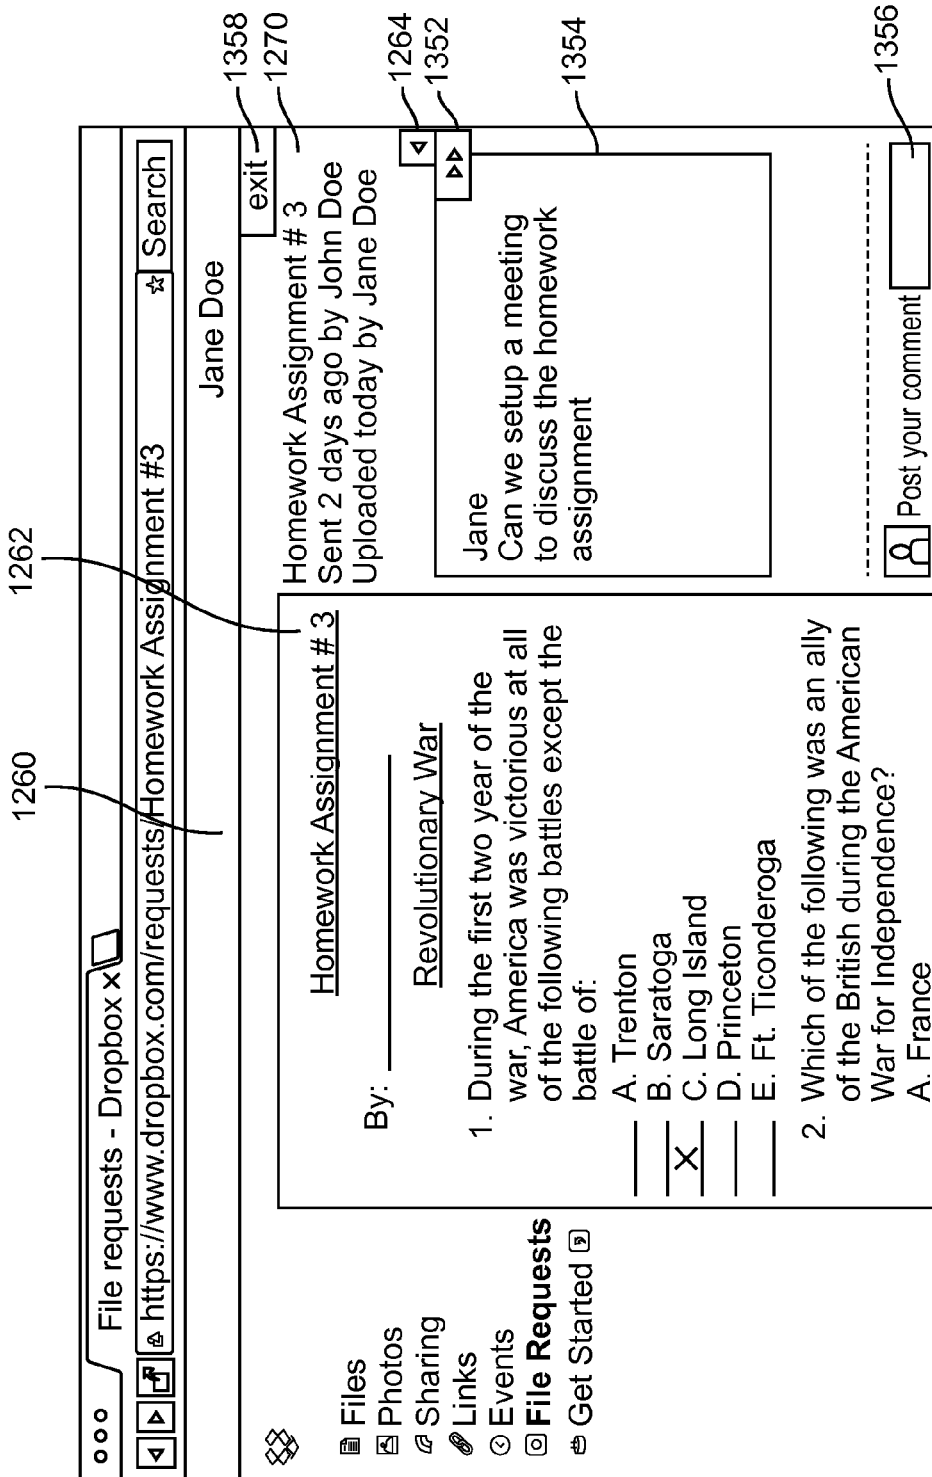 1260
1262
File requests - Dropbox x
https://www.dropbox.com/requests/Homework Assignment #3
Search
Jane Doe
exit
1358
1270
Files
Photos
Sharing
Links
Events
File Requests
Get Started
Homework Assignment # 3
By:
Revolutionary War
1. During the first two year of the
war, America was victorious at all
of the following battles except the
battle of:
A. Trenton
B. Saratoga
X C. Long Island
D. Princeton
E. Ft. Ticonderoga
2. Which of the following was an ally
of the British during the American
War for Independence?
A. France
Homework Assignment # 3
Sent 2 days ago by John Doe
Uploaded today by Jane Doe
1264
1352
Jane
Can we setup a meeting
to discuss the homework
assignment
1354
Post your comment
1356